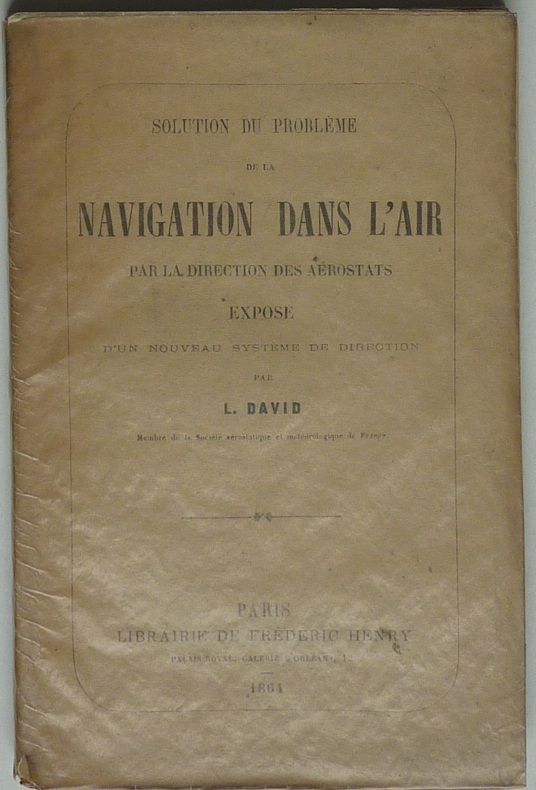 SOLUTION DU PROBLÈME
DE LA
NAVIGATION DANS L'AIR
PAR LA DIRECTION DES AÉROSTATS
EXPOSÉ
D'UN NOUVEAU SYSTÈME DE DIRECTION
PAR
L. DAVID
Membre de la Société aérostatique et météorologique de France.
PARIS
LIBRAIRIE DE FRÉDÉRIC HENRY
PALAIS-ROYAL, GALERIE D'ORLÉANS, 12
1864